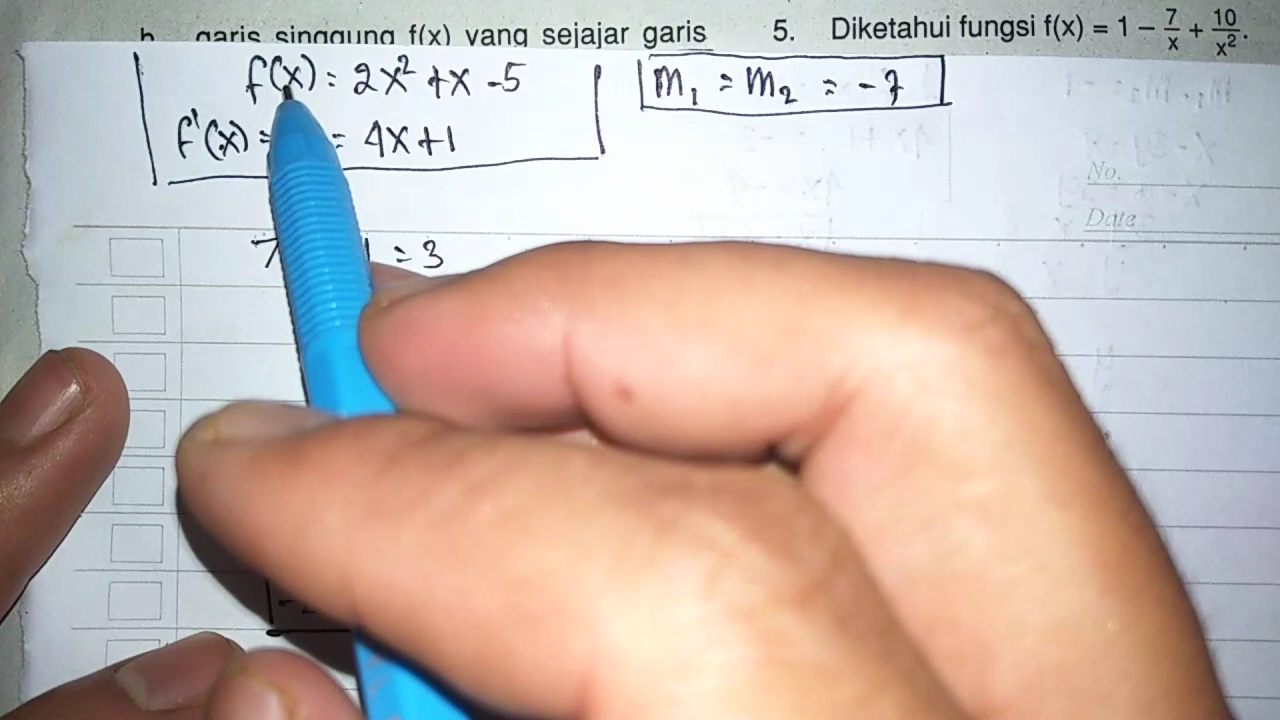 garis singgung f(x) yang sejajar garis
5. Diketahui fungsi f(x) = 1 − 7/x + 10/x².
f(x) = 2x² + x - 5
f'(x) = = 4x + 1
m₁ = m₂ = -7
No.
Date
7 = 3